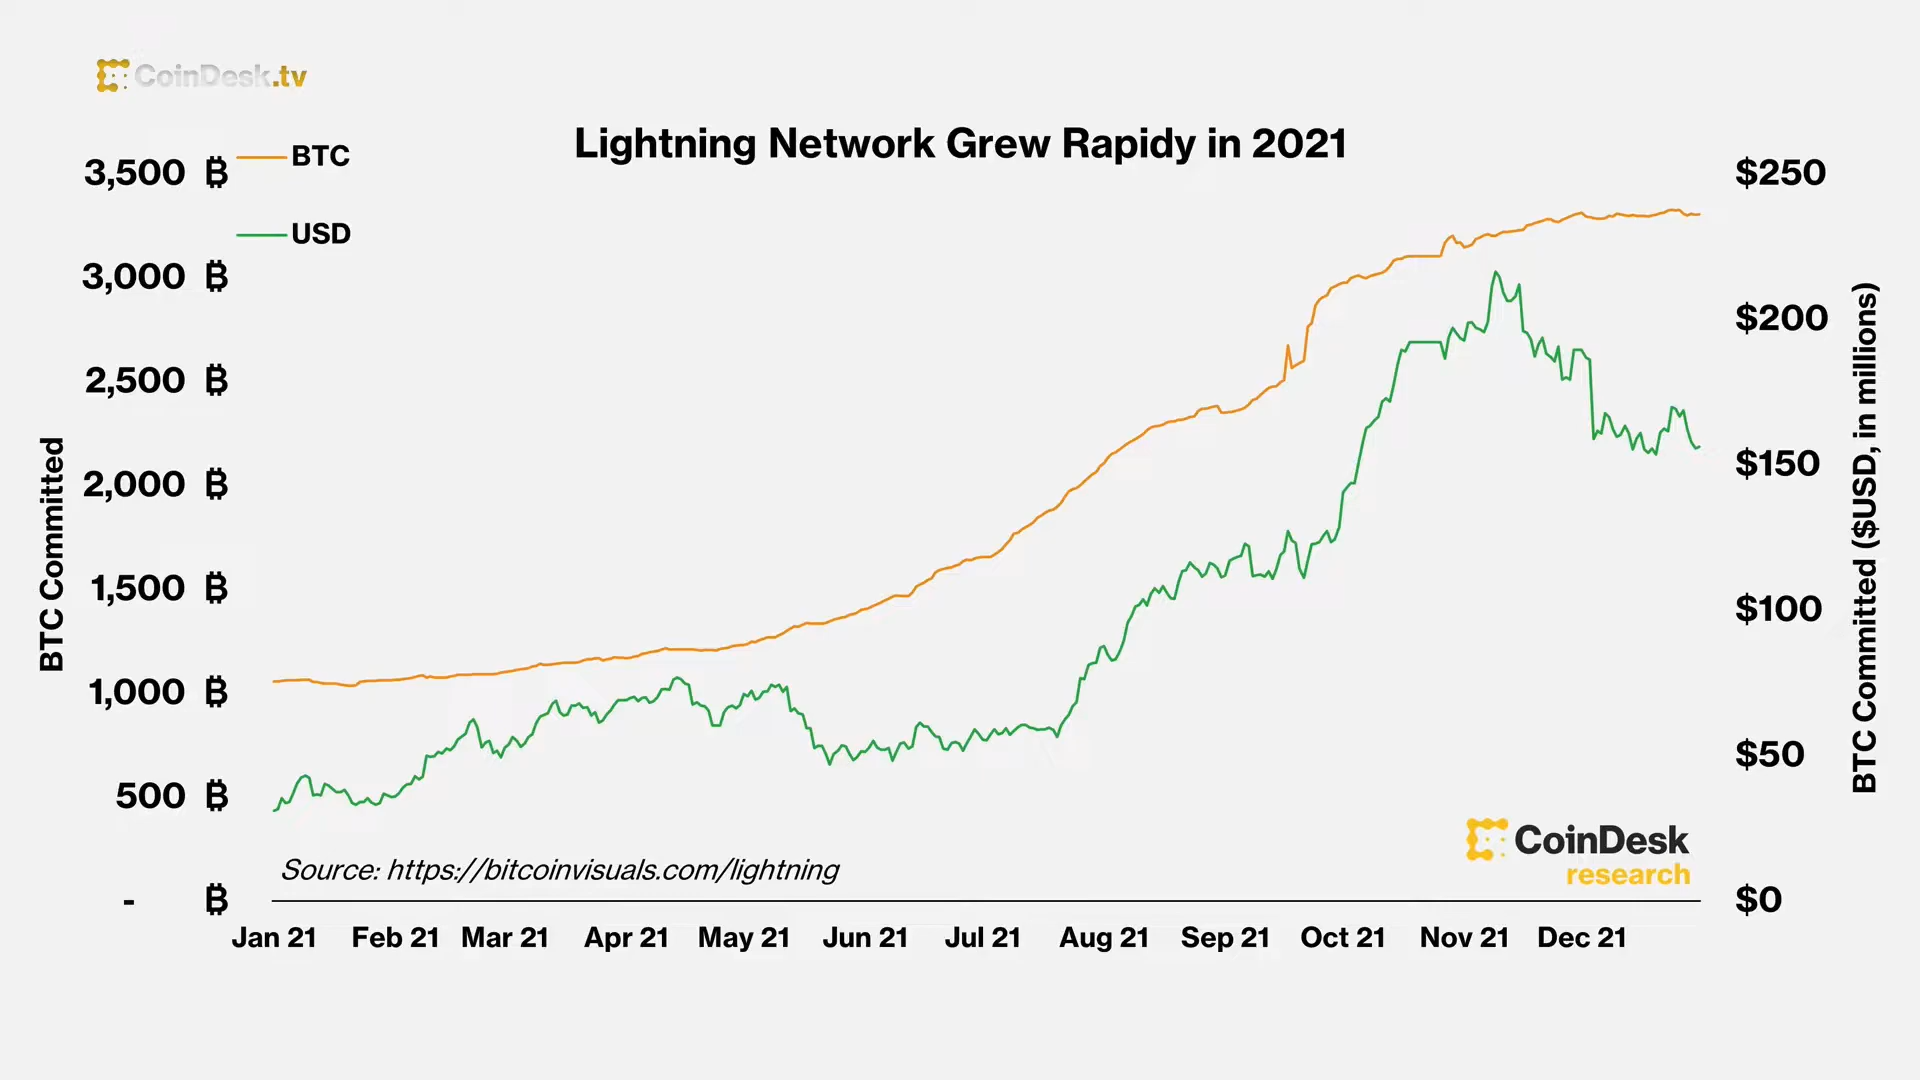 CoinDesk.tv
Lightning Network Grew Rapidy in 2021
BTC
USD
3,500 ₿
3,000 ₿
2,500 ₿
2,000 ₿
1,500 ₿
1,000 ₿
500 ₿
- ₿
BTC Committed
$250
$200
$150
$100
$50
$0
BTC Committed ($USD, in millions)
Source: https://bitcoinvisuals.com/lightning
CoinDesk
research
Jan 21 Feb 21 Mar 21 Apr 21 May 21 Jun 21 Jul 21 Aug 21 Sep 21 Oct 21 Nov 21 Dec 21